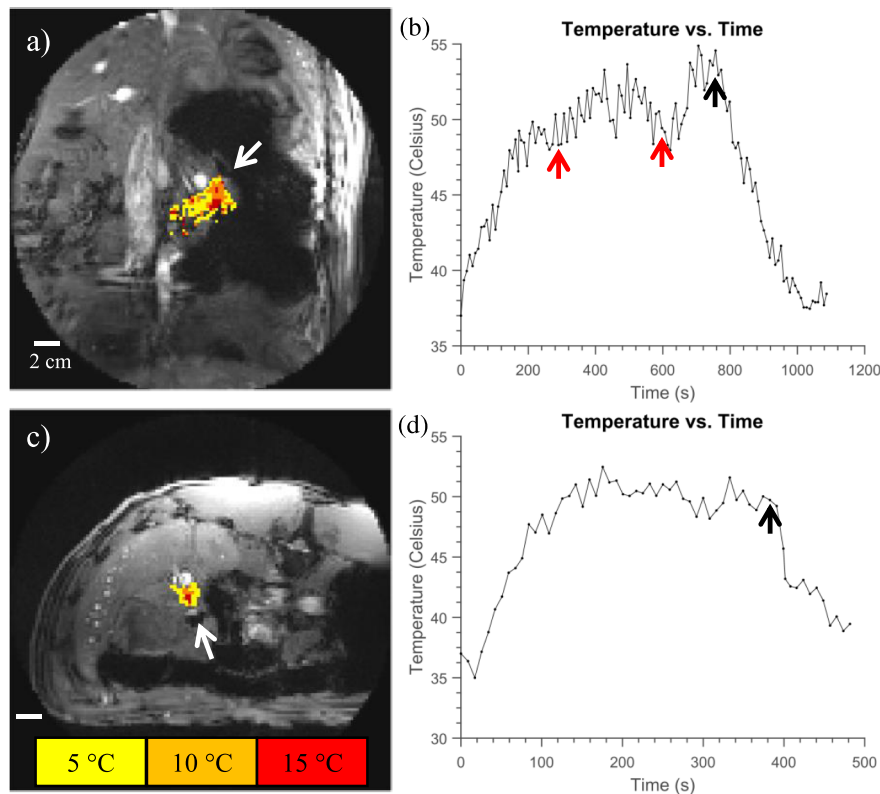 a)
2 cm
(b)
Temperature vs. Time
Temperature (Celsius)
55
50
45
40
35
0 200 400 600 800 1000 1200
Time (s)
c)
5 °C 10 °C 15 °C
(d)
Temperature vs. Time
Temperature (Celsius)
55
50
45
40
35
30
0 100 200 300 400 500
Time (s)